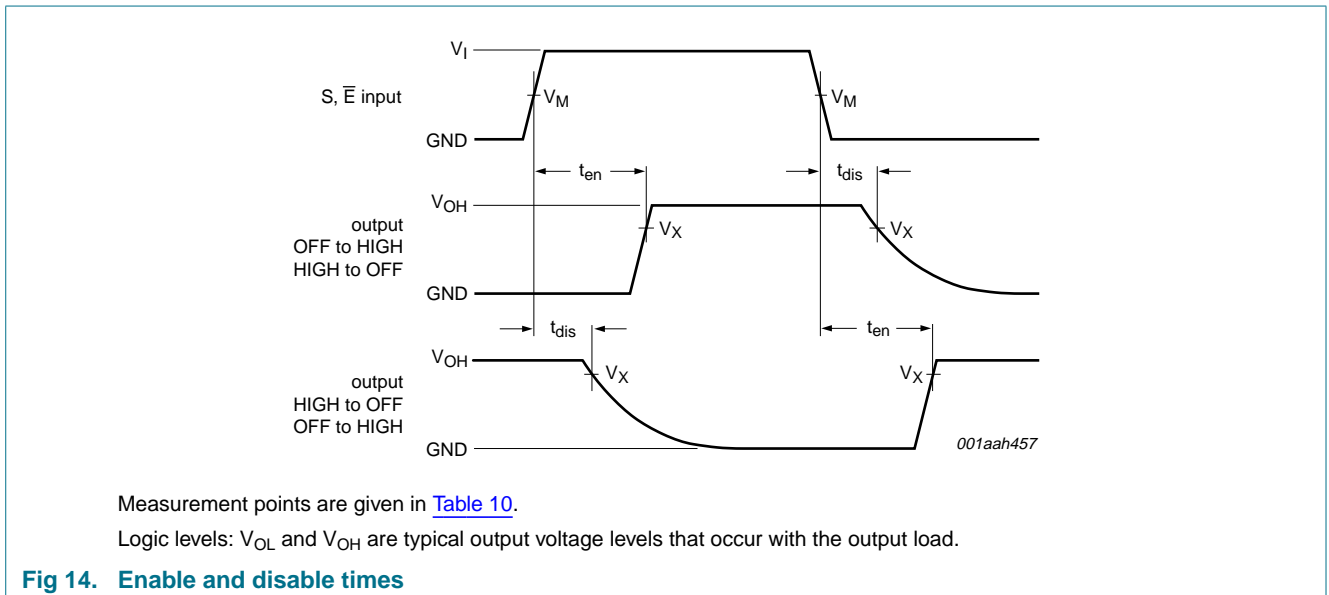 V_I
S, E̅ input
V_M
V_M
GND
t_en
t_dis
V_OH
output
OFF to HIGH
HIGH to OFF
V_X
V_X
GND
t_dis
t_en
V_OH
output
HIGH to OFF
OFF to HIGH
V_X
V_X
GND
001aah457
Measurement points are given in Table 10.
Logic levels: V_OL and V_OH are typical output voltage levels that occur with the output load.
Fig 14. Enable and disable times